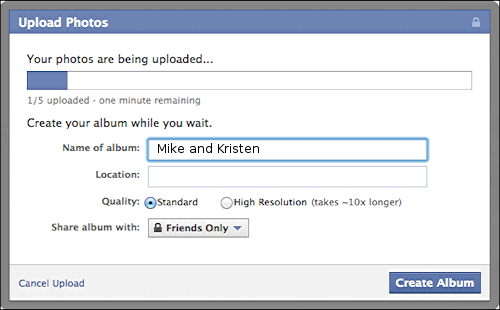 Upload Photos
Your photos are being uploaded...
1/5 uploaded - one minute remaining
Create your album while you wait.
Name of album: Mike and Kristen
Location:
Quality: Standard High Resolution (takes ~10x longer)
Share album with: Friends Only
Cancel Upload Create Album